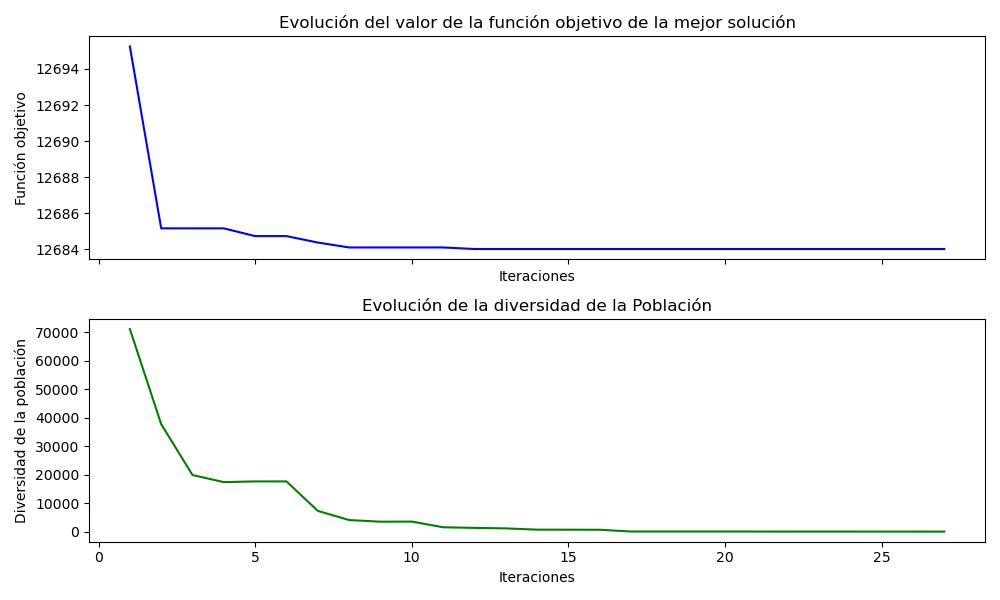 Evolución del valor de la función objetivo de la mejor solución
Función objetivo
12694
12692
12690
12688
12686
12684
Iteraciones
Evolución de la diversidad de la Población
Diversidad de la población
70000
60000
50000
40000
30000
20000
10000
0
0 5 10 15 20 25
Iteraciones